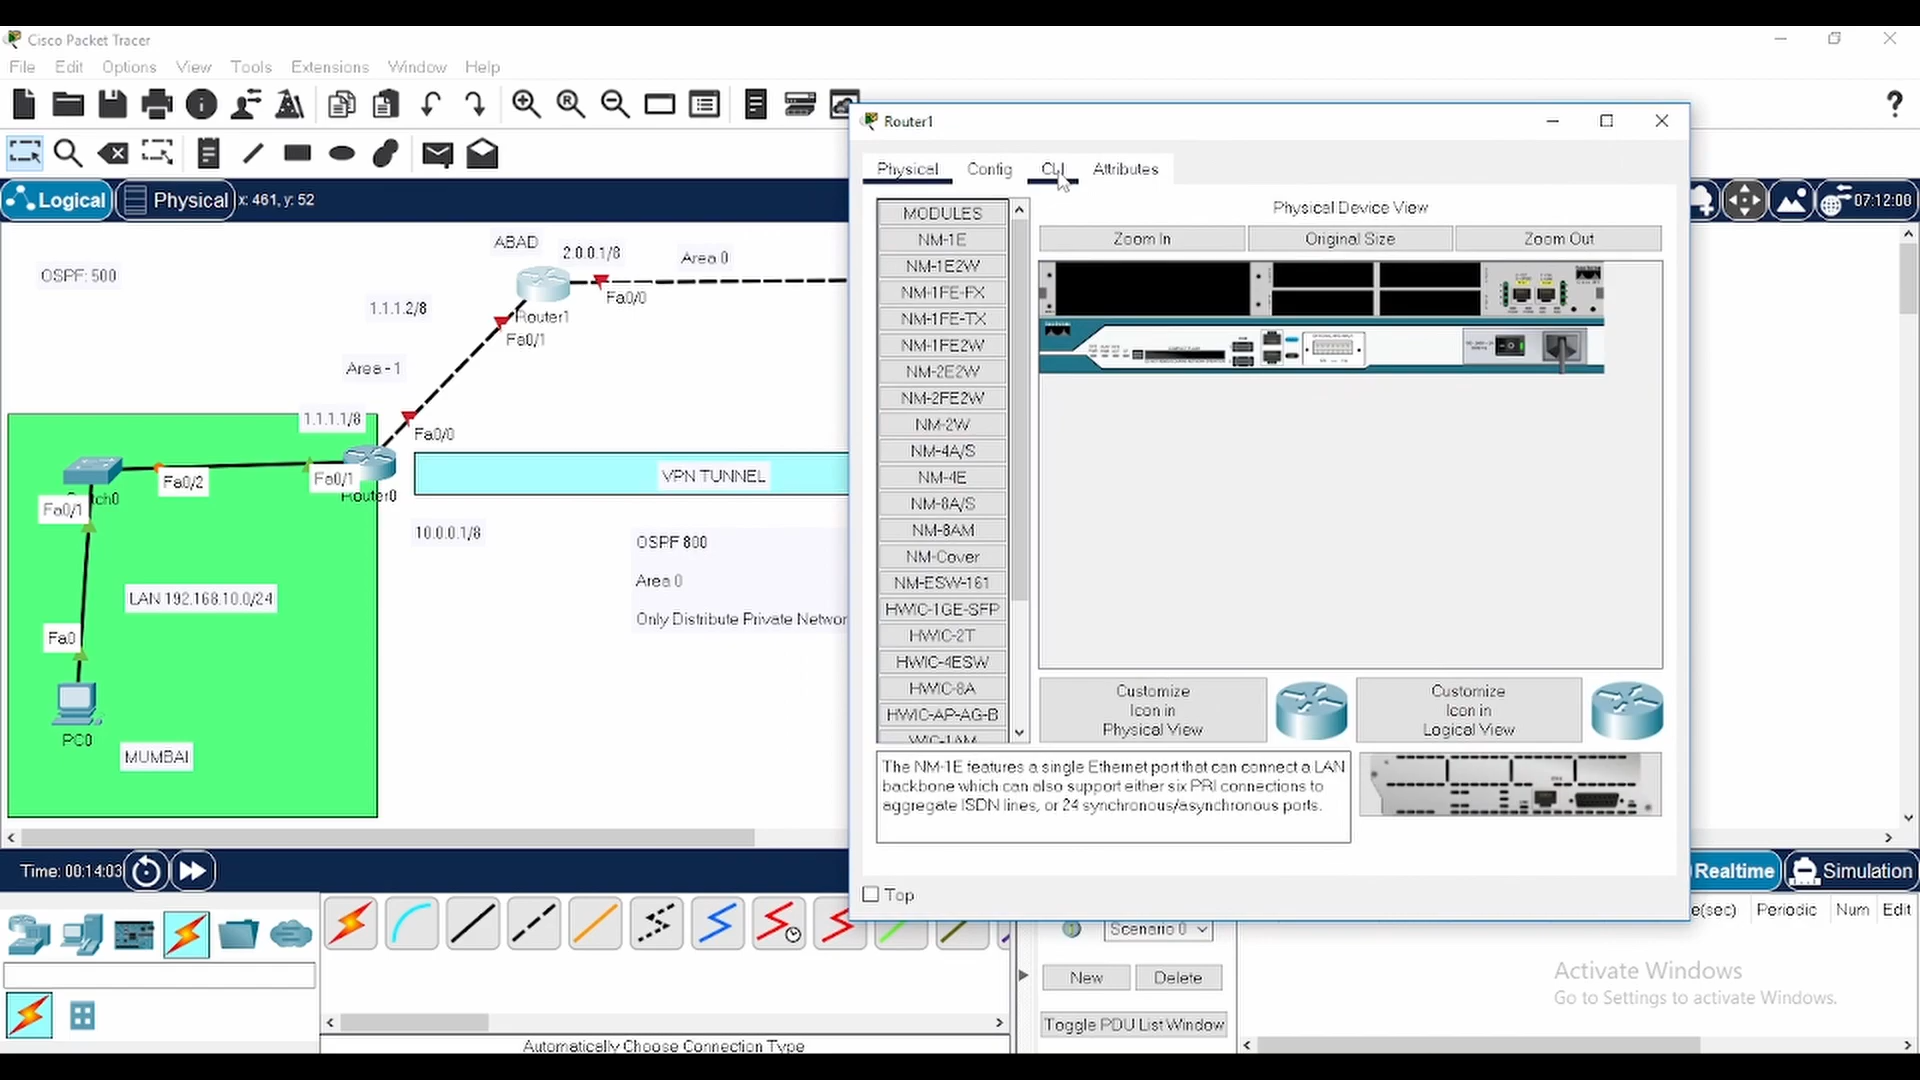 Cisco Packet Tracer
File Edit Options View Tools Extensions Window Help
Logical Physical x: 461, y: 52
07:12:00
Router1
Physical Config CLI Attributes
MODULES
NM-1E
NM-1E2W
NM-1FE-FX
NM-1FE-TX
NM-1FE2W
NM-2E2W
NM-2FE2W
NM-2W
NM-4A/S
NM-4E
NM-8A/S
NM-8AM
NM-Cover
NM-ESW-161
HWIC-1GE-SFP
HWIC-2T
HWIC-4ESW
HWIC-8A
HWIC-AP-AG-B
WIC-1AM
Physical Device View
Zoom In Original Size Zoom Out
Customize
Icon in
Physical View
Customize
Icon in
Logical View
The NM-1E features a single Ethernet port that can connect a LAN
backbone which can also support either six PRI connections to
aggregate ISDN lines, or 24 synchronous/asynchronous ports.
Top
OSPF: 500
ABAD
2.0.0.1/8
Area 0
Fa0/0
1.1.1.2/8
Router1
Fa0/1
Area - 1
1.1.1.1/8
Fa0/0
Fa0/2
Fa0/1
Router0
VPN TUNNEL
Fa0/1
10.0.0.1/8
OSPF 800
Area 0
Only Distribute Private Networ
LAN 192.168.10.0/24
Fa0
PC0
MUMBAI
Time: 00:14:03
Realtime Simulation
Scenario 0
e(sec) Periodic Num Edit
New Delete
Toggle PDU List Window
Automatically Choose Connection Type
Activate Windows
Go to Settings to activate Windows.